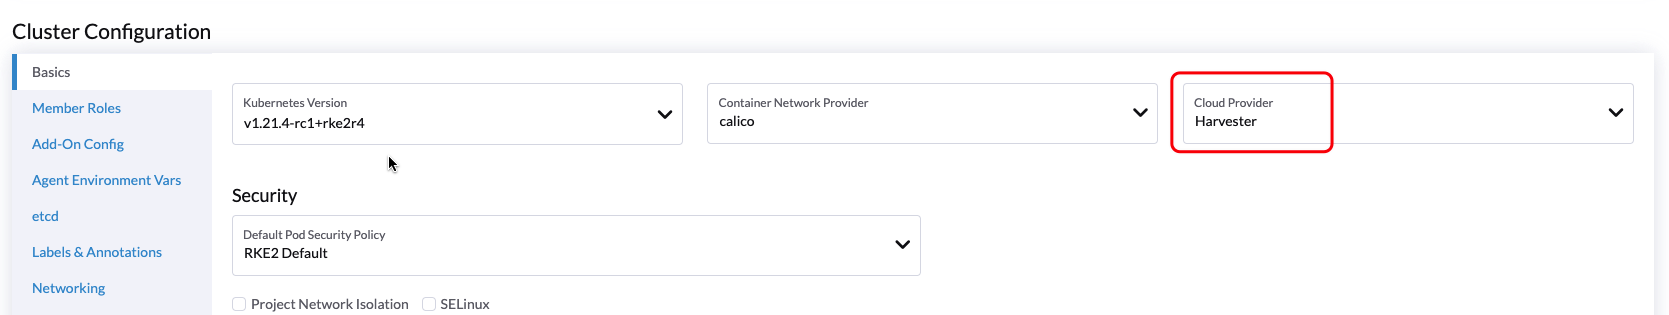 Cluster Configuration
Basics
Member Roles
Add-On Config
Agent Environment Vars
etcd
Labels & Annotations
Networking
Kubernetes Version
v1.21.4-rc1+rke2r4
Container Network Provider
calico
Cloud Provider
Harvester
Security
Default Pod Security Policy
RKE2 Default
Project Network Isolation
SELinux